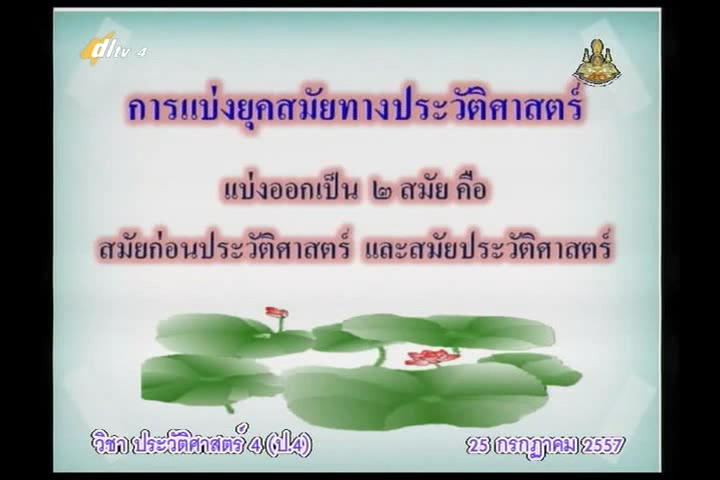 dltv 4
การแบ่งยุคสมัยทางประวัติศาสตร์
แบ่งออกเป็น ๒ สมัย คือ
สมัยก่อนประวัติศาสตร์ และสมัยประวัติศาสตร์
วิชา ประวัติศาสตร์ 4 (ป.4)
25 กรกฎาคม 2557